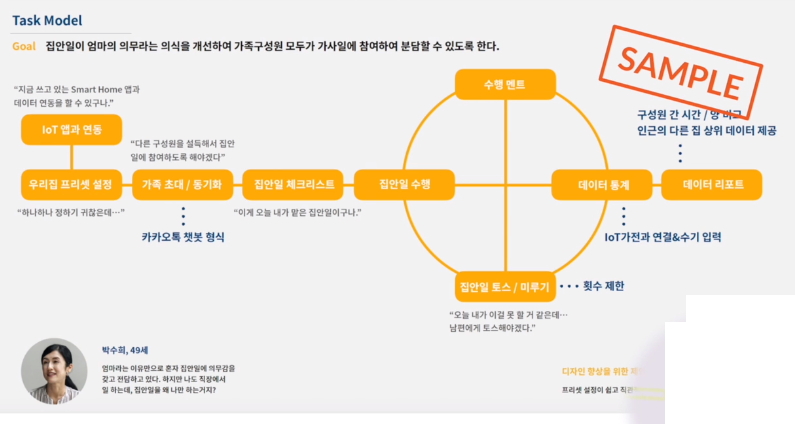 Task Model
Goal 집안일이 엄마의 의무라는 의식을 개선하여 가족구성원 모두가 가사일에 참여하여 분담할 수 있도록 한다.
SAMPLE
수행 멘트
"지금 쓰고 있는 Smart Home 앱과
데이터 연동을 할 수 있구나."
구성원 간 시간 / 양 비교
인근의 다른 집 상위 데이터 제공
IoT 앱과 연동
"다른 구성원을 설득해서 집안
일에 참여하도록 해야겠다"
우리집 프리셋 설정
가족 초대 / 동기화
집안일 체크리스트
집안일 수행
데이터 통계
데이터 리포트
"하나하나 정하기 귀찮은데…"
"이게 오늘 내가 맡은 집안일이구나."
카카오톡 챗봇 형식
IoT가전과 연결&수기 입력
집안일 토스 / 미루기
횟수 제한
"오늘 내가 이걸 못 할 거 같은데…
남편에게 토스해야겠다."
박수희, 49세
엄마라는 이유만으로 혼자 집안일에 의무감을
갖고 전담하고 있다. 하지만 나도 직장에서
일 하는데, 집안일을 왜 나만 하는거지?
디자인 향상을 위한
프리셋 설정이 쉽고